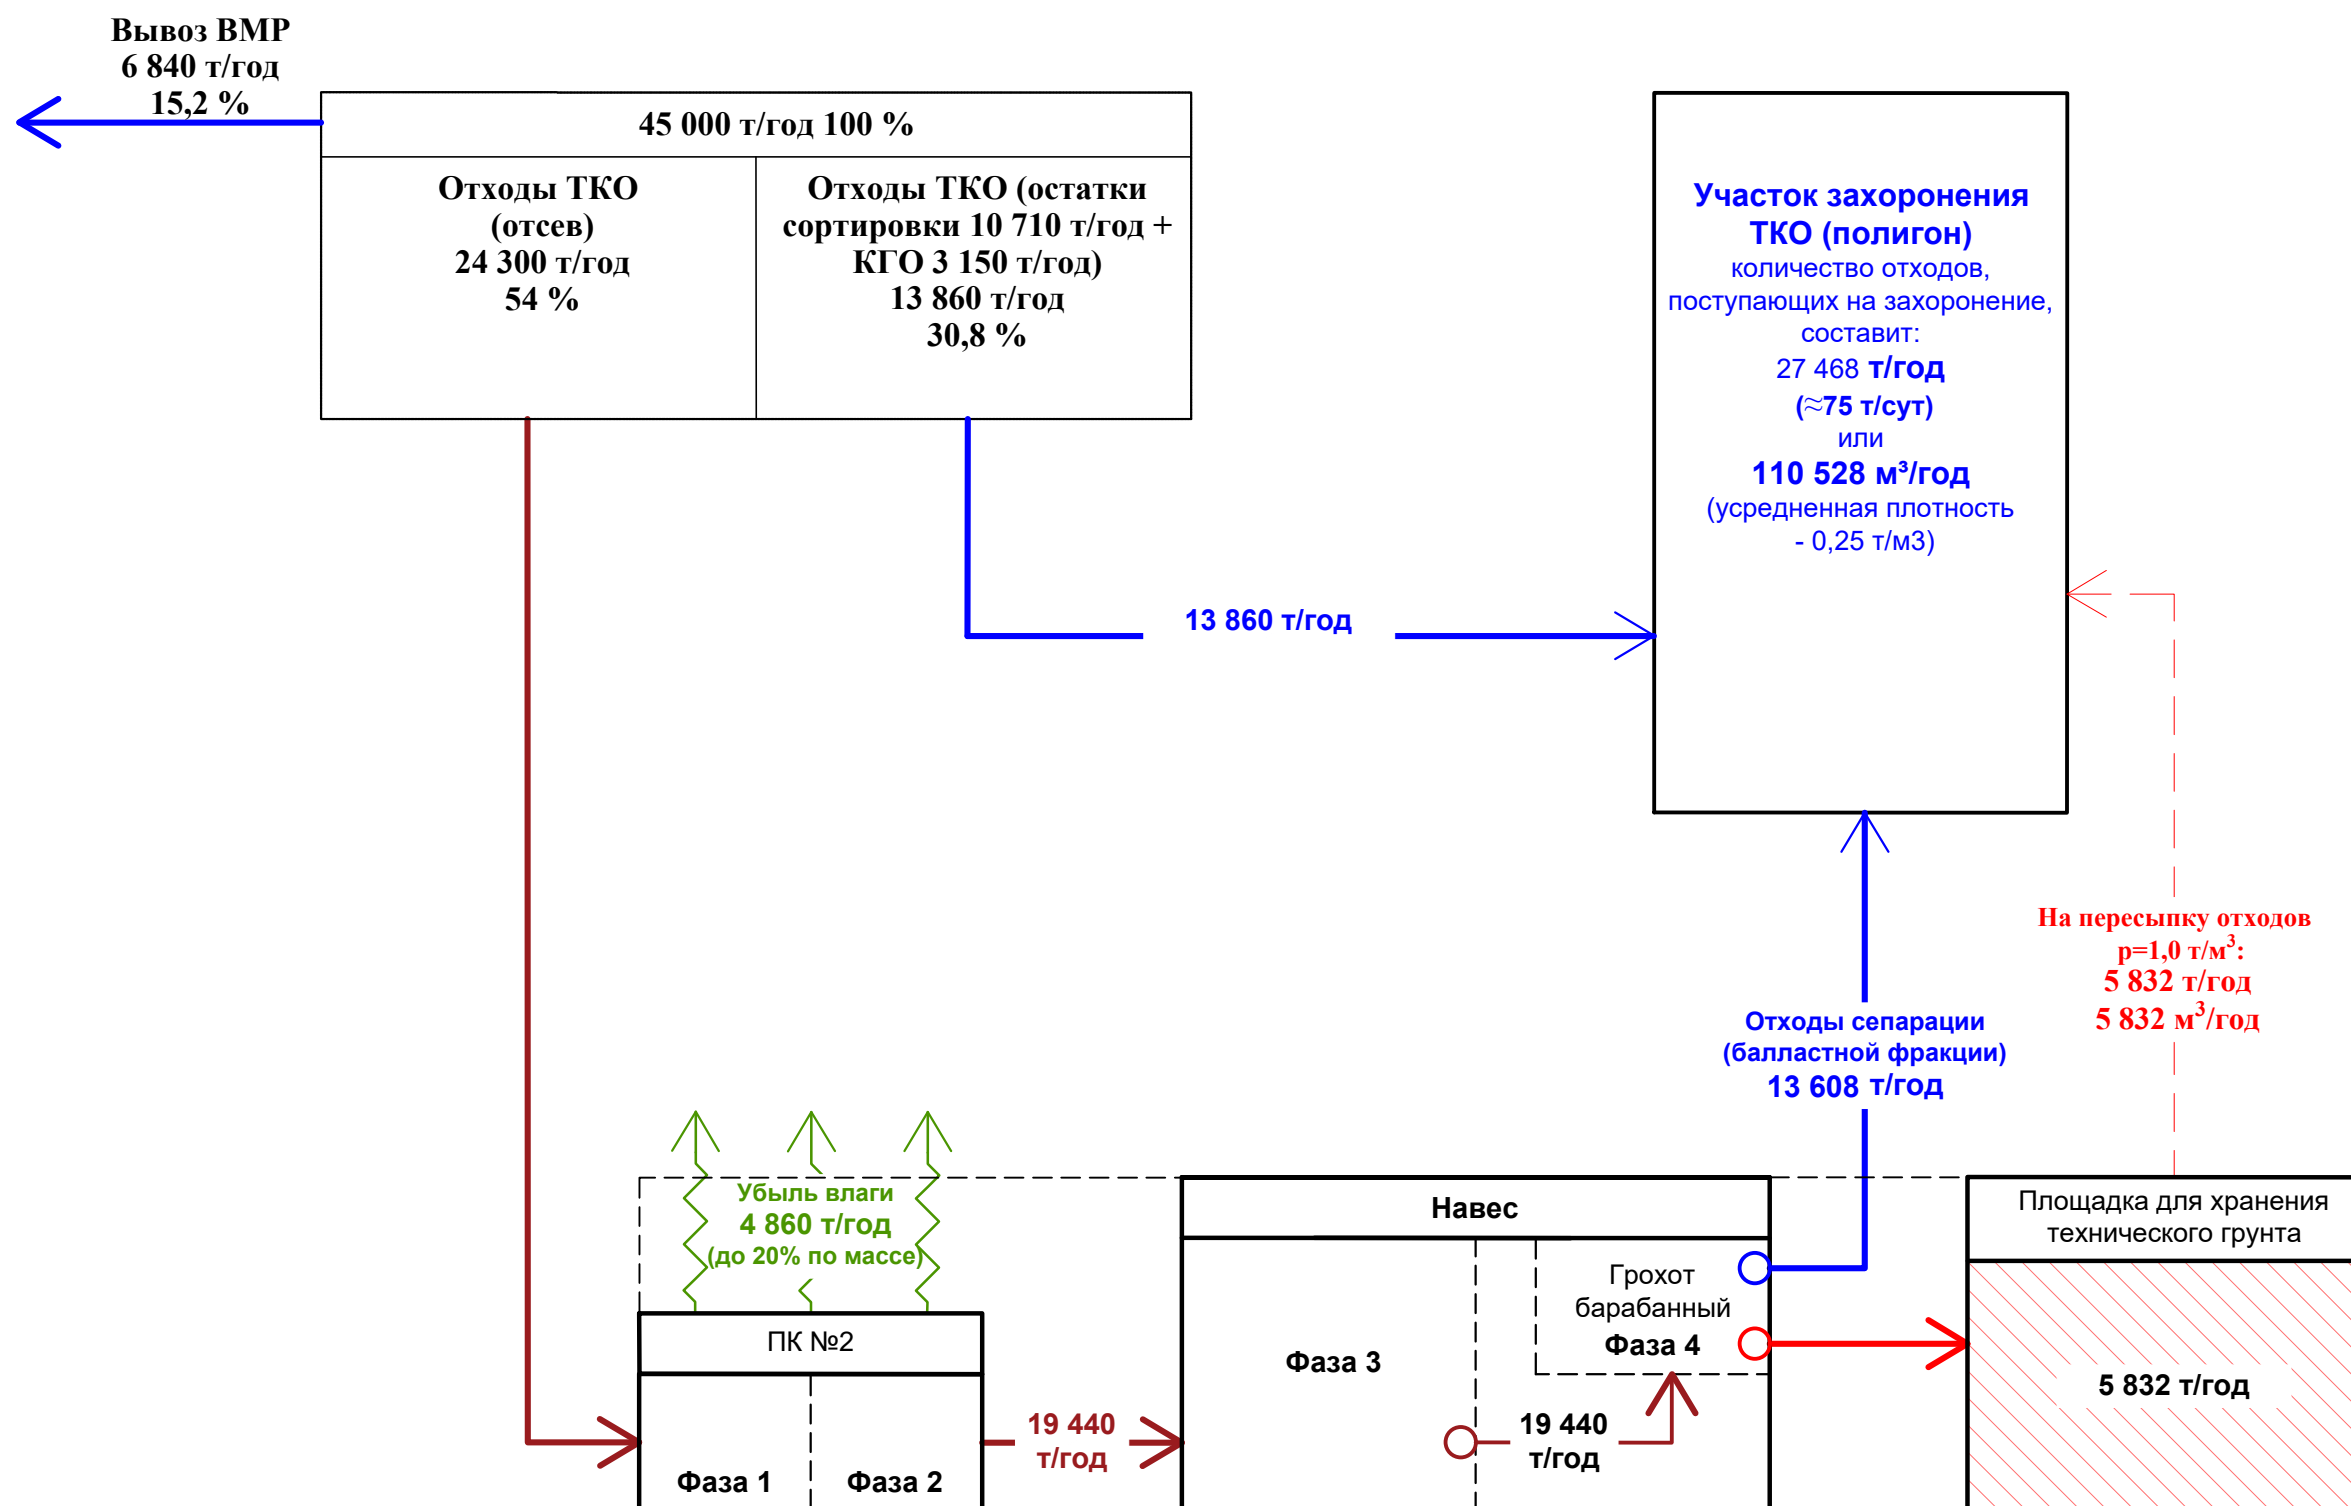 Вывоз ВМР
6 840 т/год
15,2 %
45 000 т/год 100 %
Отходы ТКО
(отсев)
24 300 т/год
54 %
Отходы ТКО (остатки
сортировки 10 710 т/год +
КГО 3 150 т/год)
13 860 т/год
30,8 %
Участок захоронения
ТКО (полигон)
количество отходов,
поступающих на захоронение,
составит:
27 468 т/год
(≈75 т/сут)
или
110 528 м³/год
(усредненная плотность
- 0,25 т/м3)
13 860 т/год
На пересыпку отходов
р=1,0 т/м³:
5 832 т/год
5 832 м³/год
Отходы сепарации
(балластной фракции)
13 608 т/год
Убыль влаги
4 860 т/год
(до 20% по массе)
ПК №2
Фаза 1
Фаза 2
19 440
т/год
Навес
Фаза 3
Грохот
барабанный
Фаза 4
19 440
т/год
Площадка для хранения
технического грунта
5 832 т/год